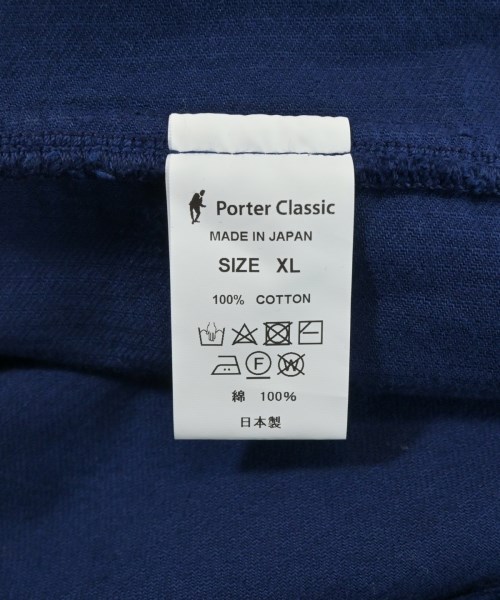 Porter Classic
MADE IN JAPAN
SIZE XL
100% COTTON
F W
綿 100%
日本製